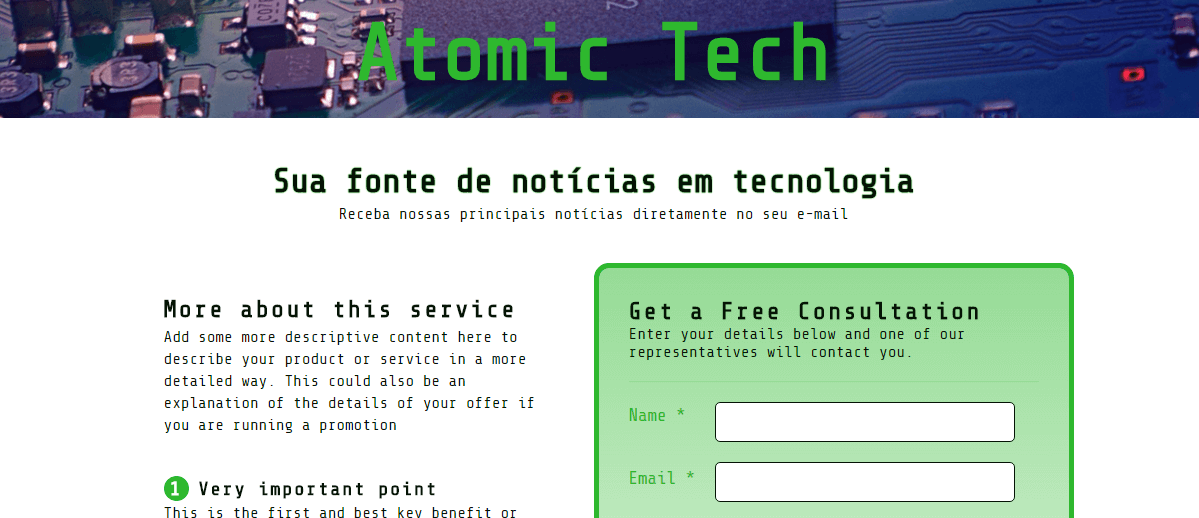 Atomic Tech
Sua fonte de notícias em tecnologia
Receba nossas principais notícias diretamente no seu e-mail
More about this service
Add some more descriptive content here to
describe your product or service in a more
detailed way. This could also be an
explanation of the details of your offer if
you are running a promotion
1 Very important point
This is the first and best key benefit or
Get a Free Consultation
Enter your details below and one of our
representatives will contact you.
Name *
Email *